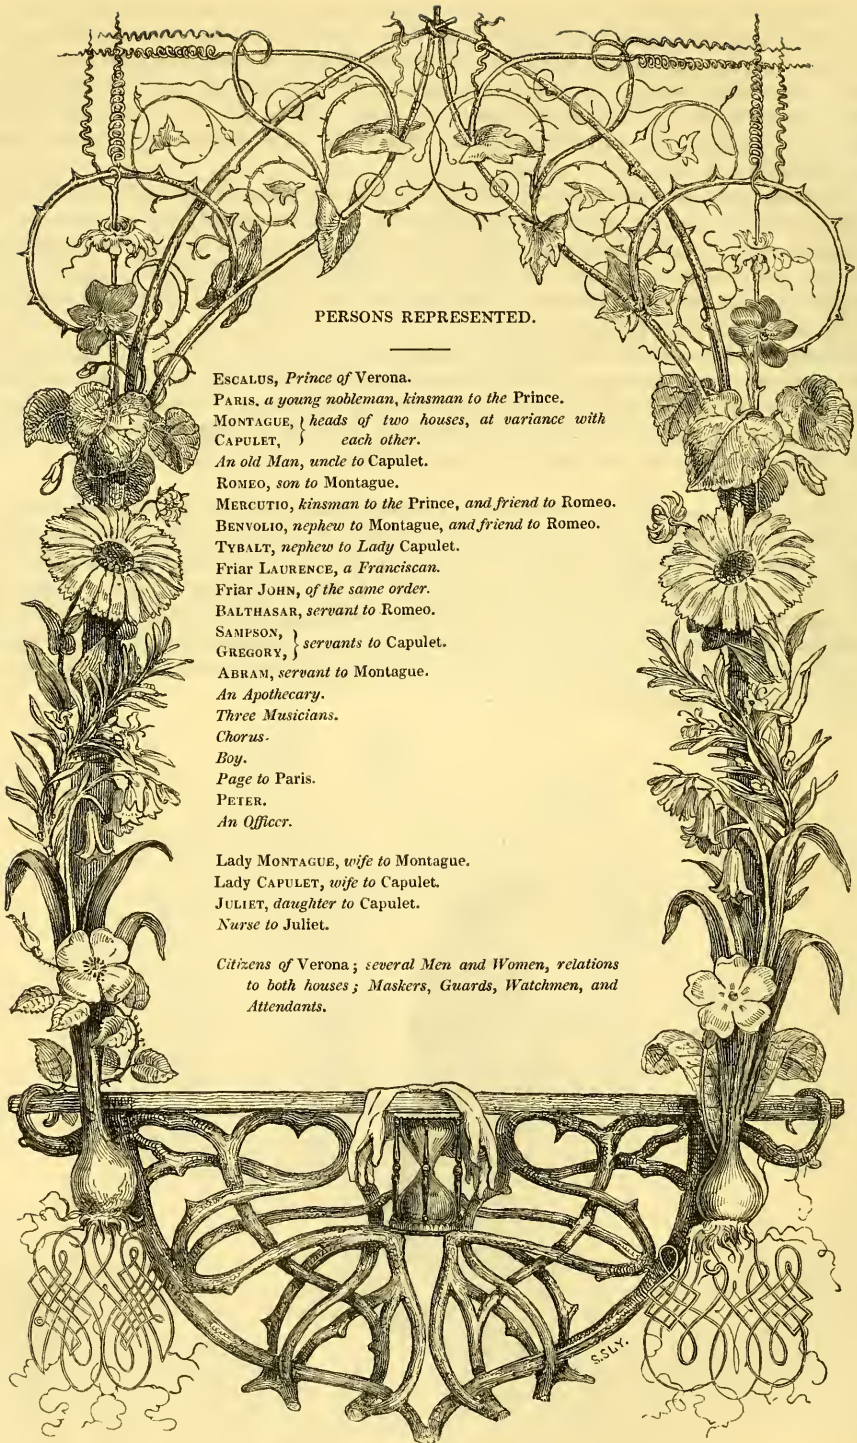 PERSONS REPRESENTED.
ESCALUS, Prince of Verona.
PARIS, a young nobleman, kinsman to the Prince.
MONTAGUE, } heads of two houses, at variance with
CAPULET, } each other.
An old Man, uncle to Capulet.
ROMEO, son to Montague.
MERCUTIO, kinsman to the Prince, and friend to Romeo.
BENVOLIO, nephew to Montague, and friend to Romeo.
TYBALT, nephew to Lady Capulet.
Friar LAURENCE, a Franciscan.
Friar JOHN, of the same order.
BALTHASAR, servant to Romeo.
SAMPSON, }
GREGORY, } servants to Capulet.
ABRAM, servant to Montague.
An Apothecary.
Three Musicians.
Chorus.
Boy.
Page to Paris.
PETER.
An Officer.
Lady MONTAGUE, wife to Montague.
Lady CAPULET, wife to Capulet.
JULIET, daughter to Capulet.
Nurse to Juliet.
Citizens of Verona; several Men and Women, relations
to both houses; Maskers, Guards, Watchmen, and
Attendants.
S.SLY.